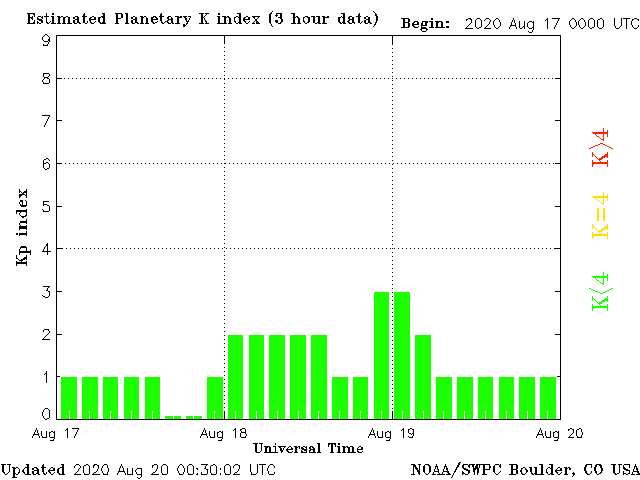 Estimated Planetary K index (3 hour data) Begin: 2020 Aug 17 0000 UTC
9
8
7
6
5
4
3
2
1
0
Kp index
K>4
K=4
K<4
Aug 17 Aug 18 Aug 19 Aug 20
Universal Time
Updated 2020 Aug 20 00:30:02 UTC NOAA/SWPC Boulder, CO USA